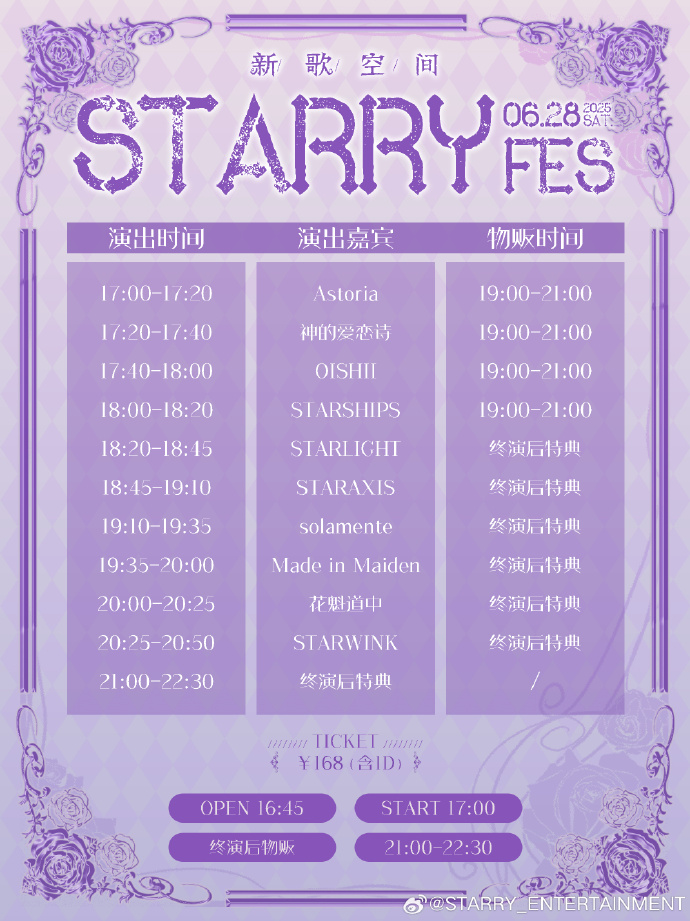 新/歌/空/间
STARRY
06.28 2025 SAT.
FES
演出时间 演出嘉宾 物贩时间
17:00-17:20 Astoria 19:00-21:00
17:20-17:40 神的爱恋诗 19:00-21:00
17:40-18:00 OISHII 19:00-21:00
18:00-18:20 STARSHIPS 19:00-21:00
18:20-18:45 STARLIGHT 终演后特典
18:45-19:10 STARAXIS 终演后特典
19:10-19:35 solamente 终演后特典
19:35-20:00 Made in Maiden 终演后特典
20:00-20:25 花魁道中 终演后特典
20:25-20:50 STARWINK 终演后特典
21:00-22:30 终演后特典 /
//////// TICKET ////////
¥168(含1D)
OPEN 16:45 START 17:00
终演后物贩 21:00-22:30
@STARRY_ENTERTAINMENT